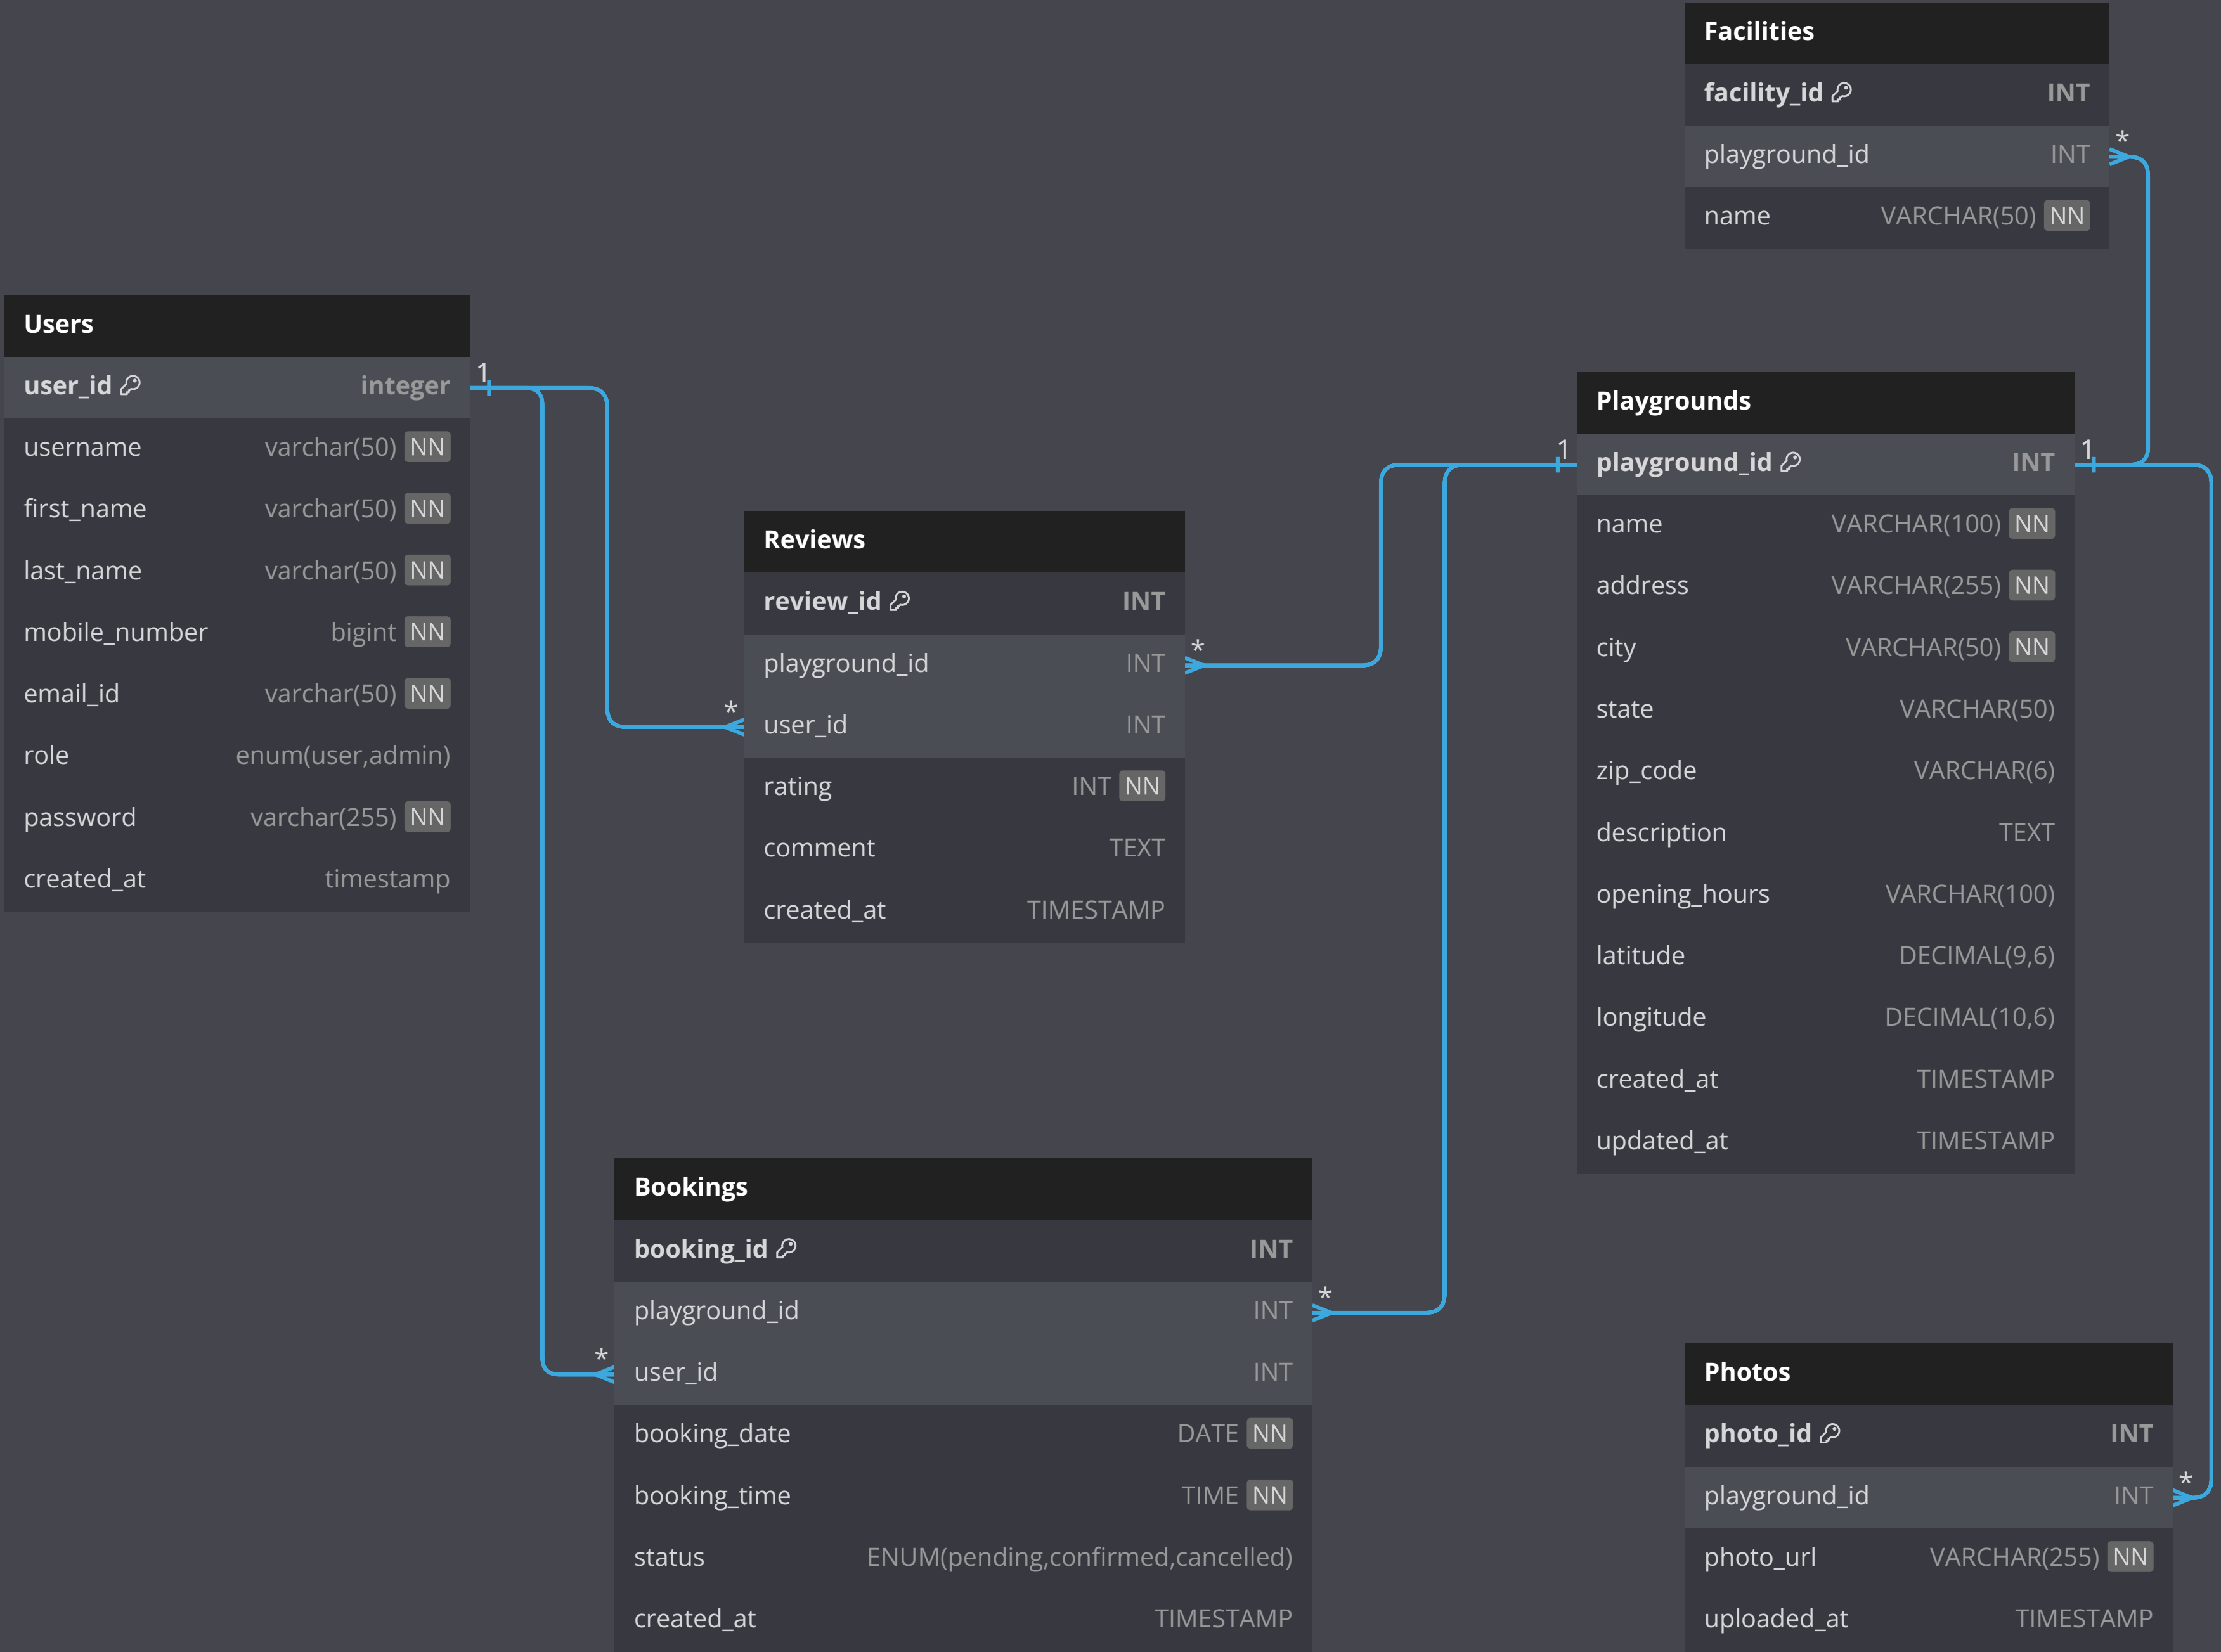 Facilities
facility_id INT
playground_id INT
name VARCHAR(50) NN
*
Users
user_id integer
username varchar(50) NN
first_name varchar(50) NN
last_name varchar(50) NN
mobile_number bigint NN
email_id varchar(50) NN
role enum(user,admin)
password varchar(255) NN
created_at timestamp
1
Reviews
review_id INT
playground_id INT
user_id INT
rating INT NN
comment TEXT
created_at TIMESTAMP
*
*
Playgrounds
playground_id INT
name VARCHAR(100) NN
address VARCHAR(255) NN
city VARCHAR(50) NN
state VARCHAR(50)
zip_code VARCHAR(6)
description TEXT
opening_hours VARCHAR(100)
latitude DECIMAL(9,6)
longitude DECIMAL(10,6)
created_at TIMESTAMP
updated_at TIMESTAMP
1
1
Bookings
booking_id INT
playground_id INT
user_id INT
booking_date DATE NN
booking_time TIME NN
status ENUM(pending,confirmed,cancelled)
created_at TIMESTAMP
*
*
Photos
photo_id INT
playground_id INT
photo_url VARCHAR(255) NN
uploaded_at TIMESTAMP
*